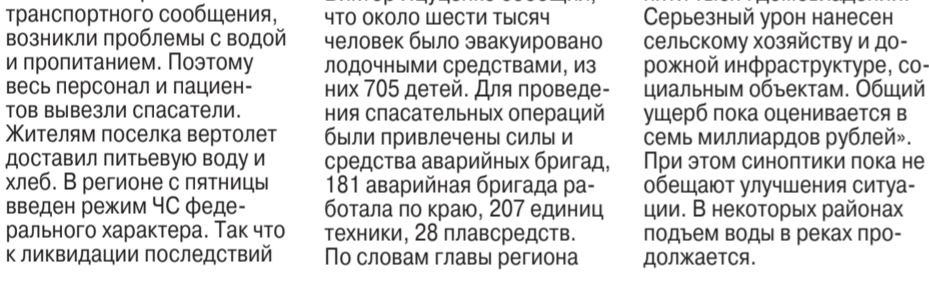 транспортного сообщения,
возникли проблемы с водой
и пропитанием. Поэтому
весь персонал и пациен-
тов вывезли спасатели.
Жителям поселка вертолет
доставил питьевую воду и
хлеб. В регионе с пятницы
введен режим ЧС феде-
рального характера. Так что
к ликвидации последствий
что около шести тысяч
человек было эвакуировано
лодочными средствами, из
них 705 детей. Для проведе-
ния спасательных операций
были привлечены силы и
средства аварийных бригад,
181 аварийная бригада ра-
ботала по краю, 207 единиц
техники, 28 плавсредств.
По словам главы региона
Серьезный урон нанесен
сельскому хозяйству и до-
рожной инфраструктуре, со-
циальным объектам. Общий
ущерб пока оценивается в
семь миллиардов рублей».
При этом синоптики пока не
обещают улучшения ситуа-
ции. В некоторых районах
подъем воды в реках про-
должается.